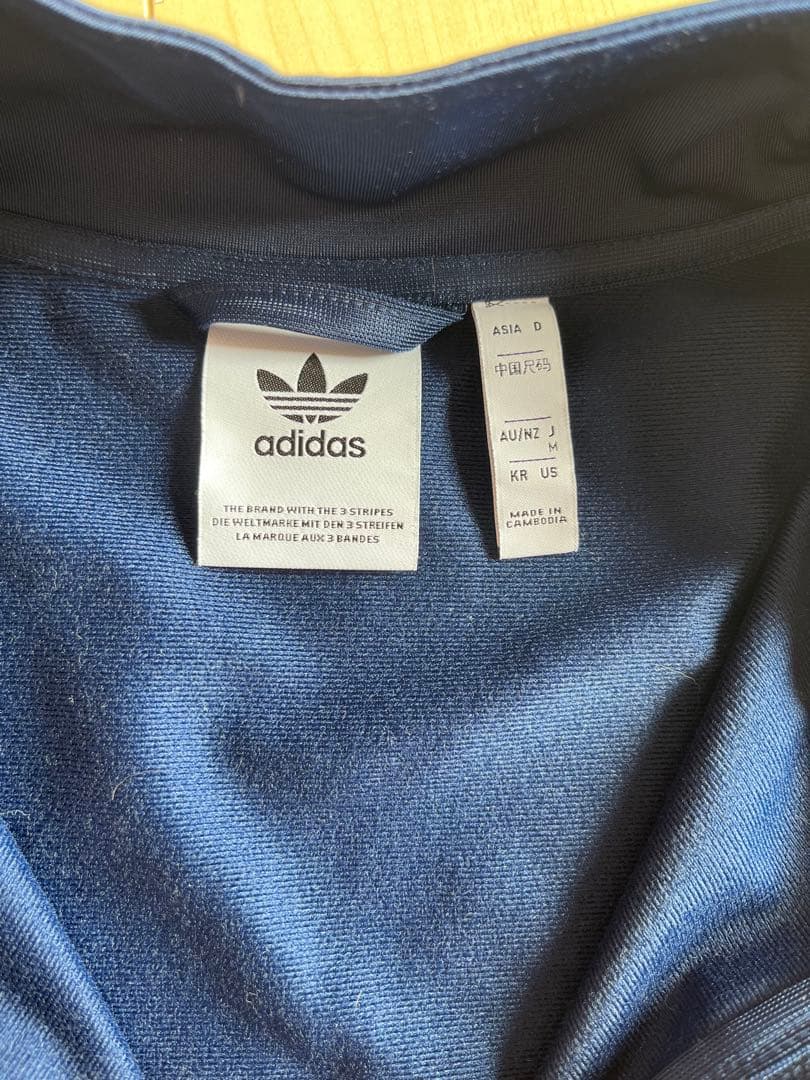 adidas
THE BRAND WITH THE 3 STRIPES
DIE WELTMARKE MIT DEN 3 STREIFEN
LA MARQUE AUX 3 BANDES
ASIA D
中国尺码
AU/NZ J
M
KR US
MADE IN
CAMBODIA